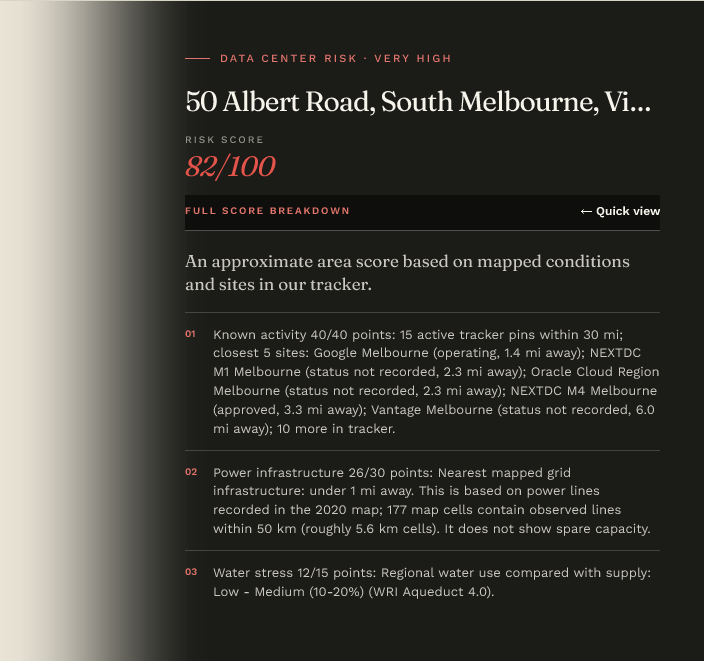 DATA CENTER RISK · VERY HIGH
50 Albert Road, South Melbourne, Vi...
RISK SCORE
82/100
FULL SCORE BREAKDOWN
← Quick view
An approximate area score based on mapped conditions
and sites in our tracker.
01
Known activity 40/40 points: 15 active tracker pins within 30 mi;
closest 5 sites: Google Melbourne (operating, 1.4 mi away); NEXTDC
M1 Melbourne (status not recorded, 2.3 mi away); Oracle Cloud Region
Melbourne (status not recorded, 2.3 mi away); NEXTDC M4 Melbourne
(approved, 3.3 mi away); Vantage Melbourne (status not recorded, 6.0
mi away); 10 more in tracker.
02
Power infrastructure 26/30 points: Nearest mapped grid
infrastructure: under 1 mi away. This is based on power lines
recorded in the 2020 map; 177 map cells contain observed lines
within 50 km (roughly 5.6 km cells). It does not show spare capacity.
03
Water stress 12/15 points: Regional water use compared with supply:
Low - Medium (10-20%) (WRI Aqueduct 4.0).